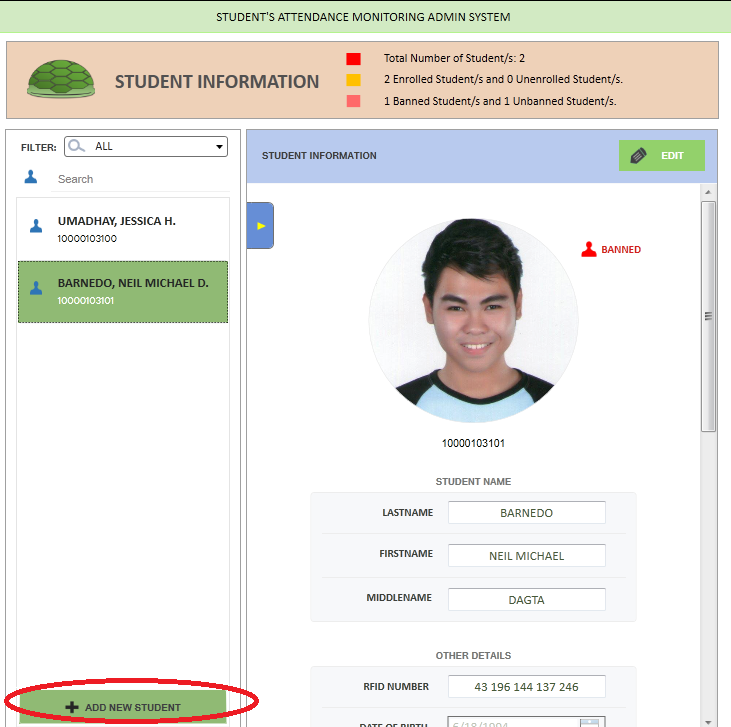 STUDENT'S ATTENDANCE MONITORING ADMIN SYSTEM
STUDENT INFORMATION
Total Number of Student/s: 2
2 Enrolled Student/s and 0 Unenrolled Student/s.
1 Banned Student/s and 1 Unbanned Student/s.
FILTER: ALL
Search
UMADHAY, JESSICA H.
10000103100
BARNEDO, NEIL MICHAEL D.
10000103101
ADD NEW STUDENT
STUDENT INFORMATION
EDIT
BANNED
10000103101
STUDENT NAME
LASTNAME BARNEDO
FIRSTNAME NEIL MICHAEL
MIDDLENAME DAGTA
OTHER DETAILS
RFID NUMBER 43 196 144 137 246
DATE OF BIRTH 6/18/1994